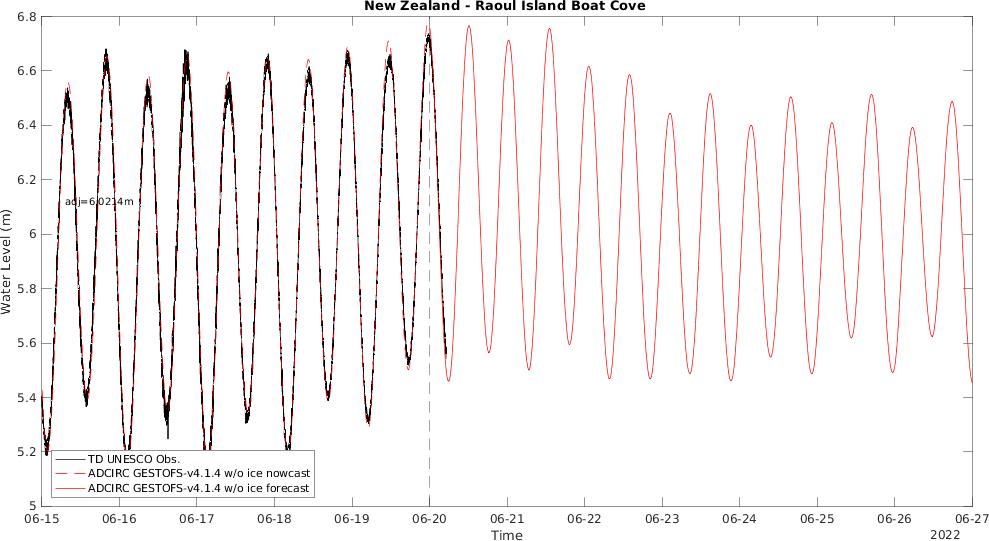 New Zealand - Raoul Island Boat Cove
6.8
6.6
6.4
6.2
6
5.8
5.6
5.4
5.2
5
Water Level (m)
adj=6.0214m
TD UNESCO Obs.
ADCIRC GESTOFS-v4.1.4 w/o ice nowcast
ADCIRC GESTOFS-v4.1.4 w/o ice forecast
06-15 06-16 06-17 06-18 06-19 06-20 06-21 06-22 06-23 06-24 06-25 06-26 06-27
Time
2022